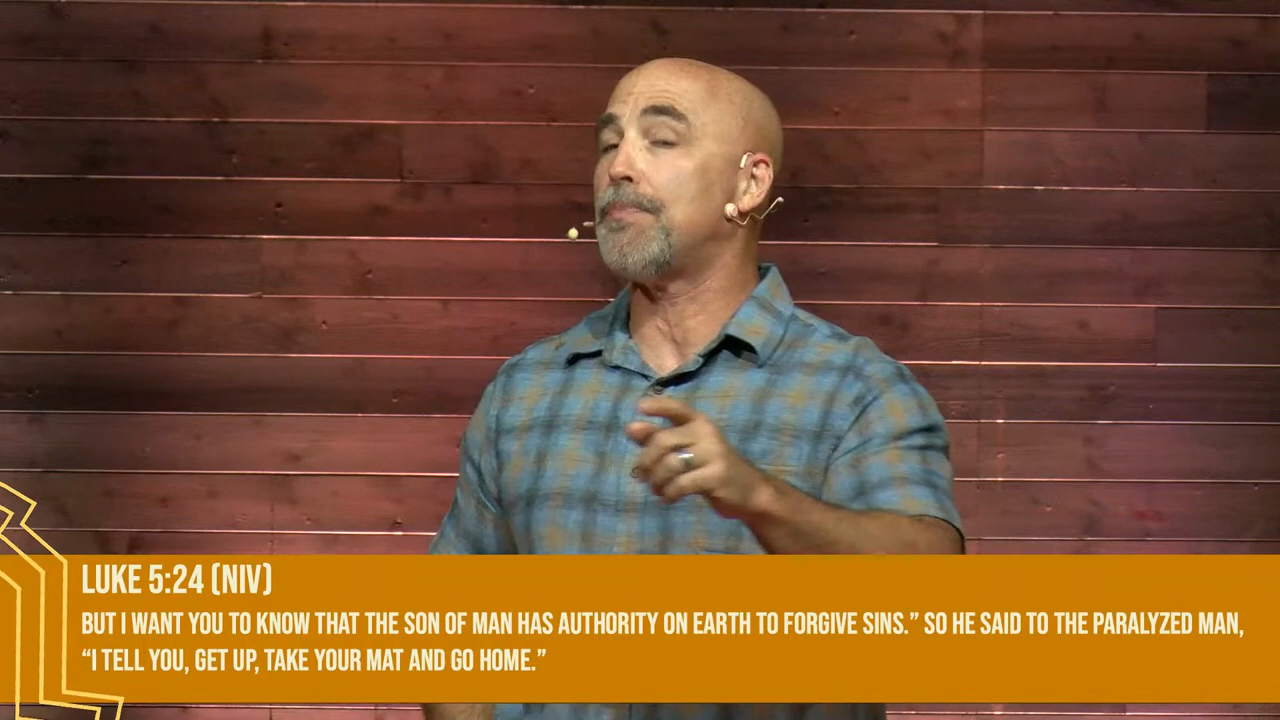 LUKE 5:24 (NIV)
BUT I WANT YOU TO KNOW THAT THE SON OF MAN HAS AUTHORITY ON EARTH TO FORGIVE SINS.” SO HE SAID TO THE PARALYZED MAN,
“I TELL YOU, GET UP, TAKE YOUR MAT AND GO HOME.”